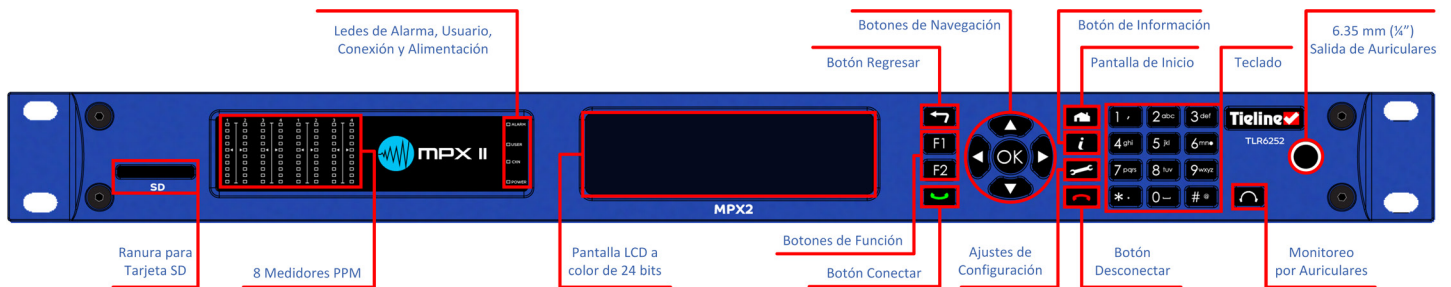 Ledes de Alarma, Usuario,
Conexión y Alimentación
Botones de Navegación
Botón de Información
6.35 mm (¼”)
Salida de Auriculares
Botón Regresar
Pantalla de Inicio
Teclado
SD
ALARM
USER
CXN
POWER
MPX II
MPX2
F1
F2
OK
i
1 ,
2 abc
3 def
4 ghi
5 jkl
6 mno
7 pqrs
8 tuv
9 wxyz
* .
0
# @
Tieline
TLR6252
Ranura para
Tarjeta SD
8 Medidores PPM
Pantalla LCD a
color de 24 bits
Botones de Función
Botón Conectar
Ajustes de
Configuración
Botón
Desconectar
Monitoreo
por Auriculares